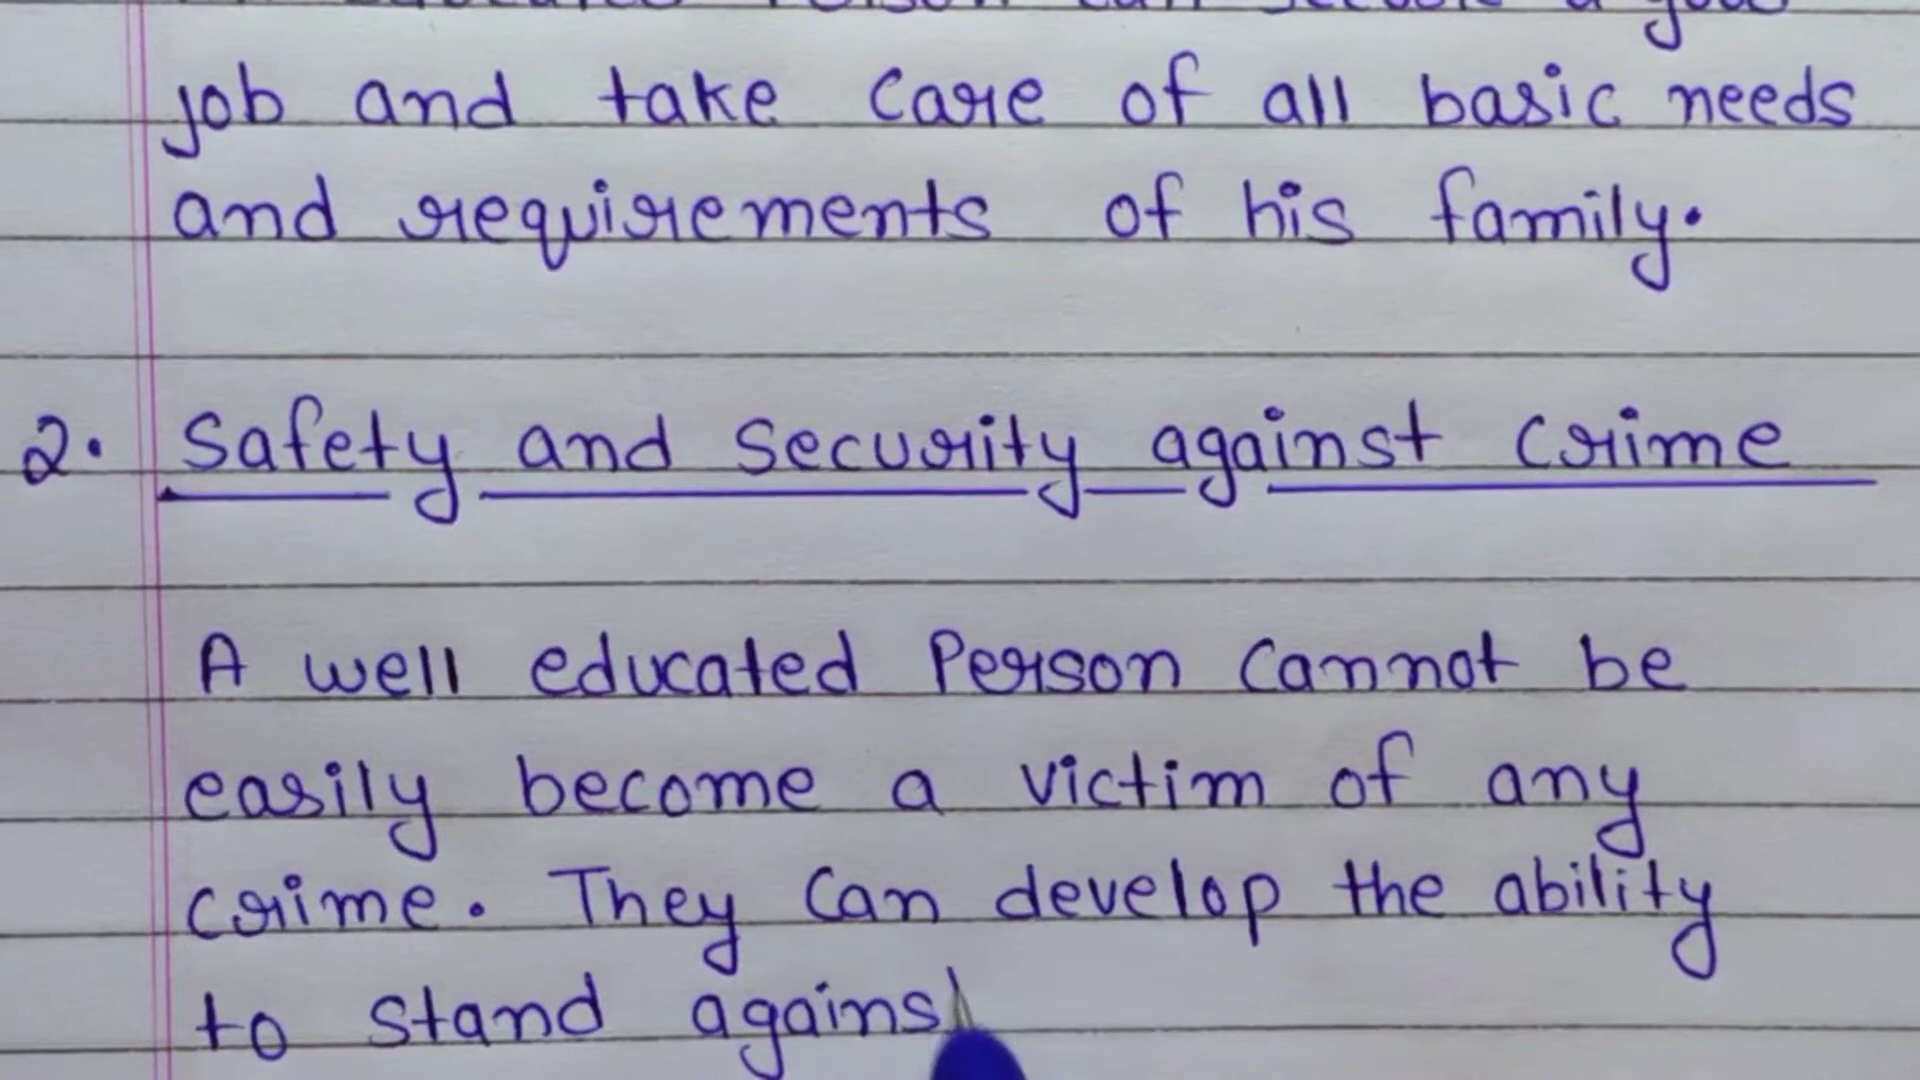 job and take care of all basic needs
and requirements of his family.
2. Safety and Security against Crime
A well educated Person Cannot be
easily become a victim of any
crime. They Can develop the ability
to stand against